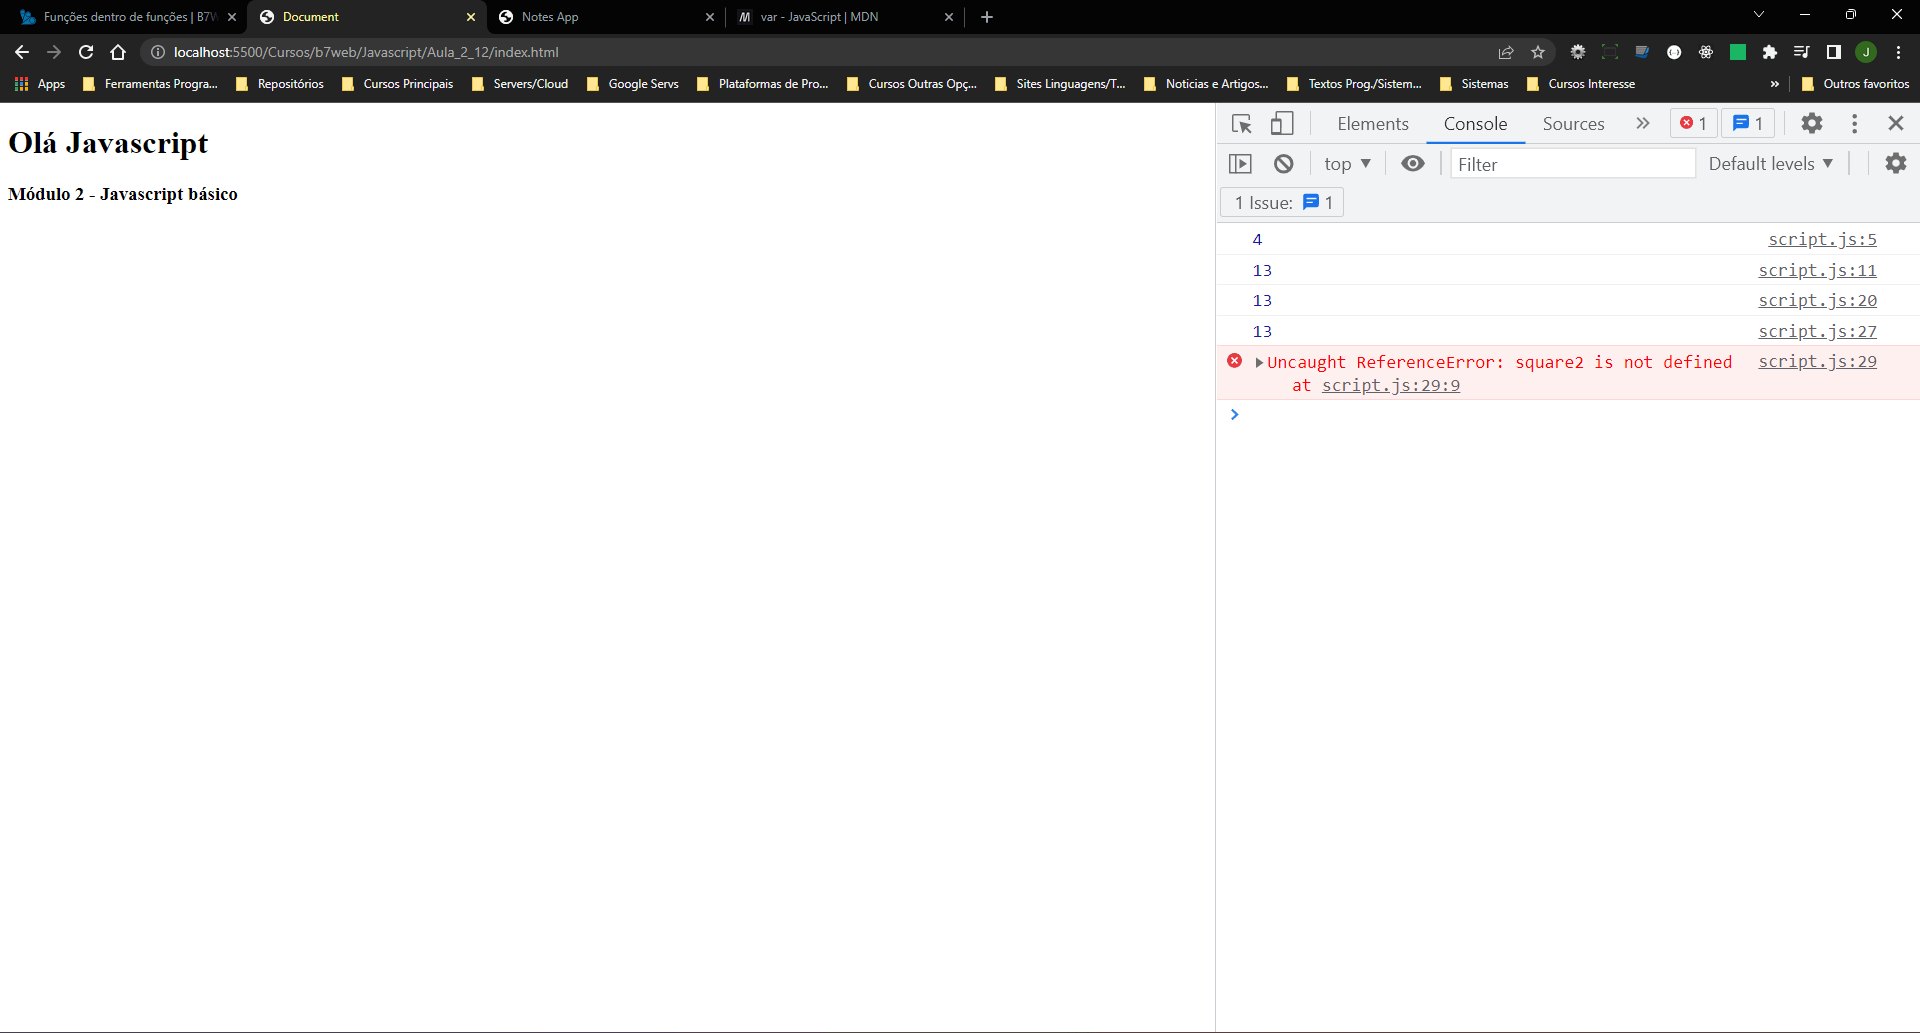 Funções dentro de funções | B7W
Document
Notes App
var - JavaScript | MDN
localhost:5500/Cursos/b7web/Javascript/Aula_2_12/index.html
J
Apps
Ferramentas Progra...
Repositórios
Cursos Principais
Servers/Cloud
Google Servs
Plataformas de Pro...
Cursos Outras Opç...
Sites Linguagens/T...
Noticias e Artigos...
Textos Prog./Sistem...
Sistemas
Cursos Interesse
»
Outros favoritos
Olá Javascript
Módulo 2 - Javascript básico
Elements Console Sources » 1 1
top Filter Default levels
1 Issue: 1
4 script.js:5
13 script.js:11
13 script.js:20
13 script.js:27
Uncaught ReferenceError: square2 is not defined script.js:29
at script.js:29:9